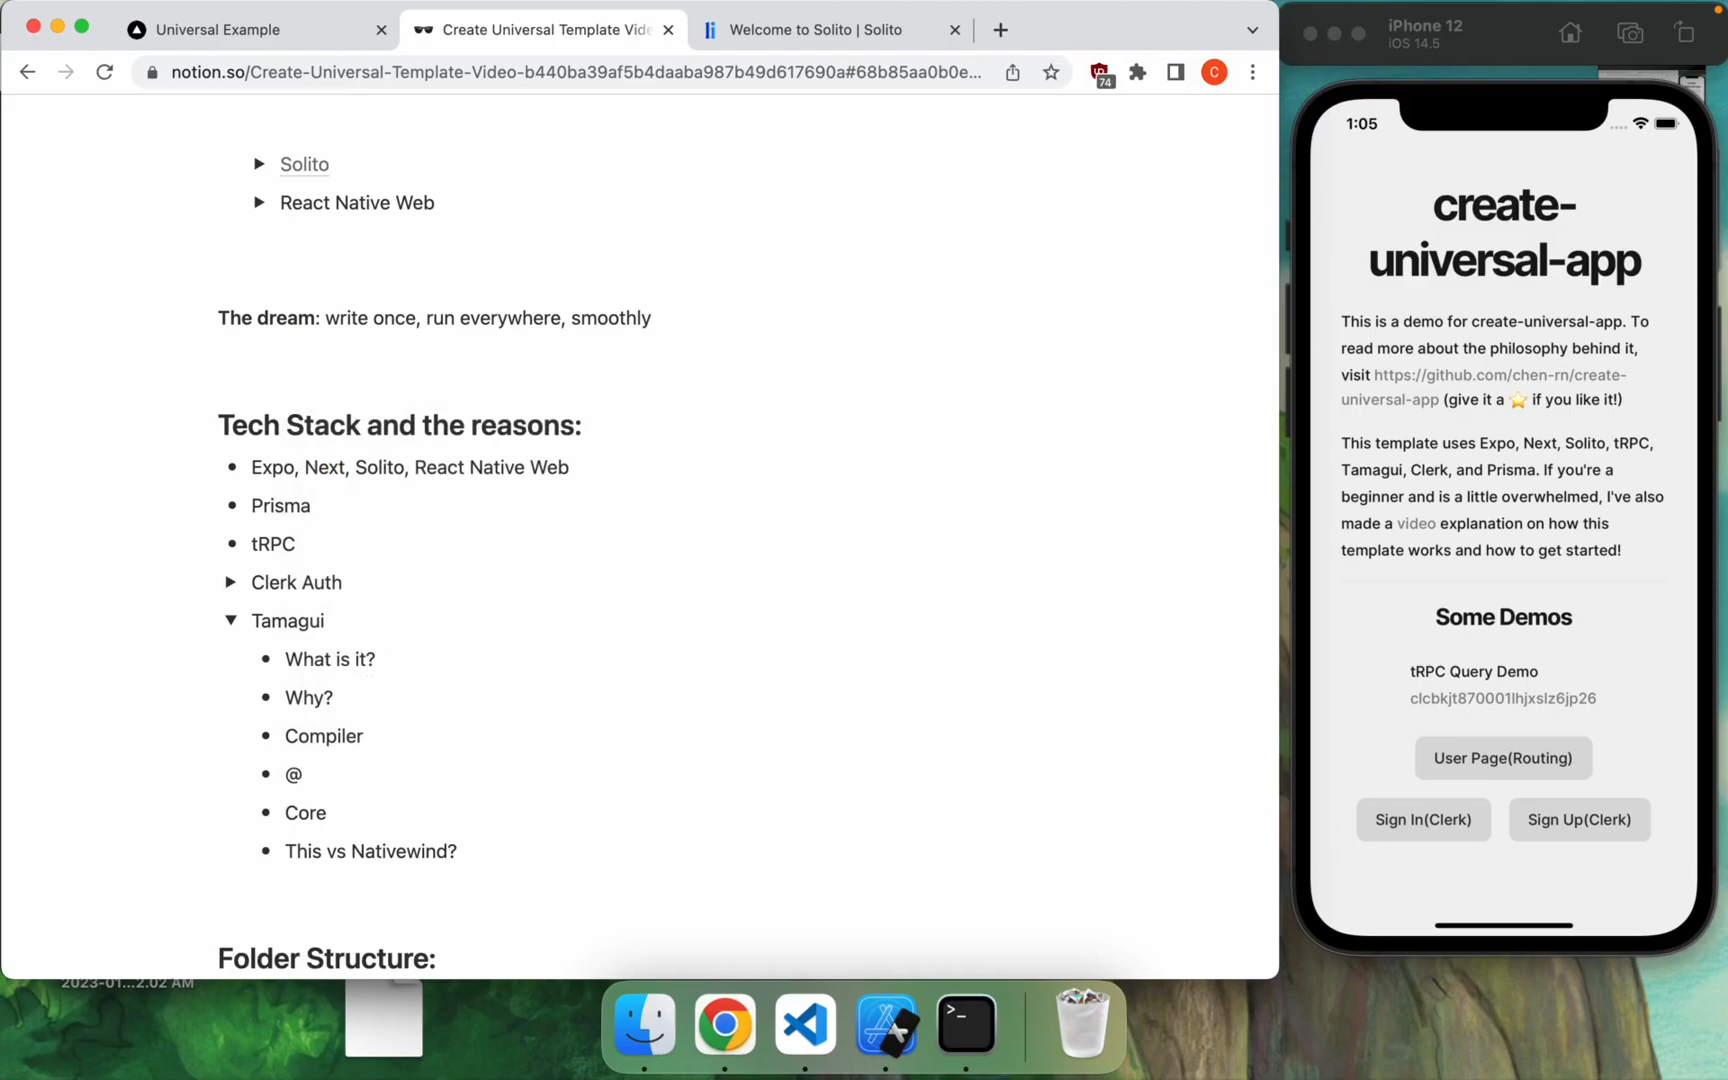 Universal Example
Create Universal Template Vide
Welcome to Solito | Solito
notion.so/Create-Universal-Template-Video-b440ba39af5b4daaba987b49d617690a#68b85aa0b0e...
74
C
Solito
React Native Web
The dream: write once, run everywhere, smoothly
Tech Stack and the reasons:
Expo, Next, Solito, React Native Web
Prisma
tRPC
Clerk Auth
Tamagui
What is it?
Why?
Compiler
@
Core
This vs Nativewind?
Folder Structure:
2023-01...2.02 AM
iPhone 12
iOS 14.5
1:05
create-
universal-app
This is a demo for create-universal-app. To
read more about the philosophy behind it,
visit https://github.com/chen-rn/create-
universal-app (give it a ⭐ if you like it!)
This template uses Expo, Next, Solito, tRPC,
Tamagui, Clerk, and Prisma. If you're a
beginner and is a little overwhelmed, I've also
made a video explanation on how this
template works and how to get started!
Some Demos
tRPC Query Demo
clcbkjt870001lhjxslz6jp26
User Page(Routing)
Sign In(Clerk) Sign Up(Clerk)